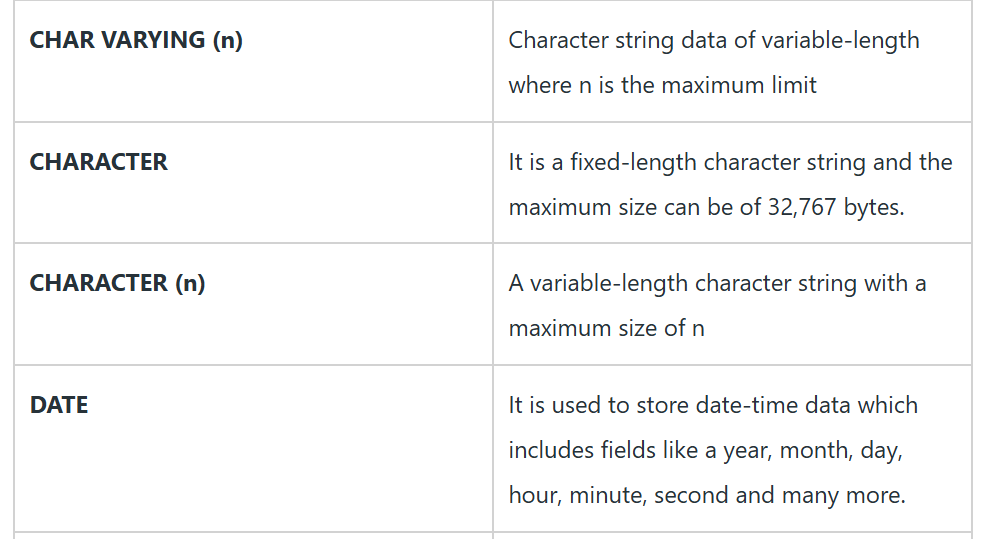 CHAR VARYING (n)
Character string data of variable-length
where n is the maximum limit
CHARACTER
It is a fixed-length character string and the
maximum size can be of 32,767 bytes.
CHARACTER (n)
A variable-length character string with a
maximum size of n
DATE
It is used to store date-time data which
includes fields like a year, month, day,
hour, minute, second and many more.